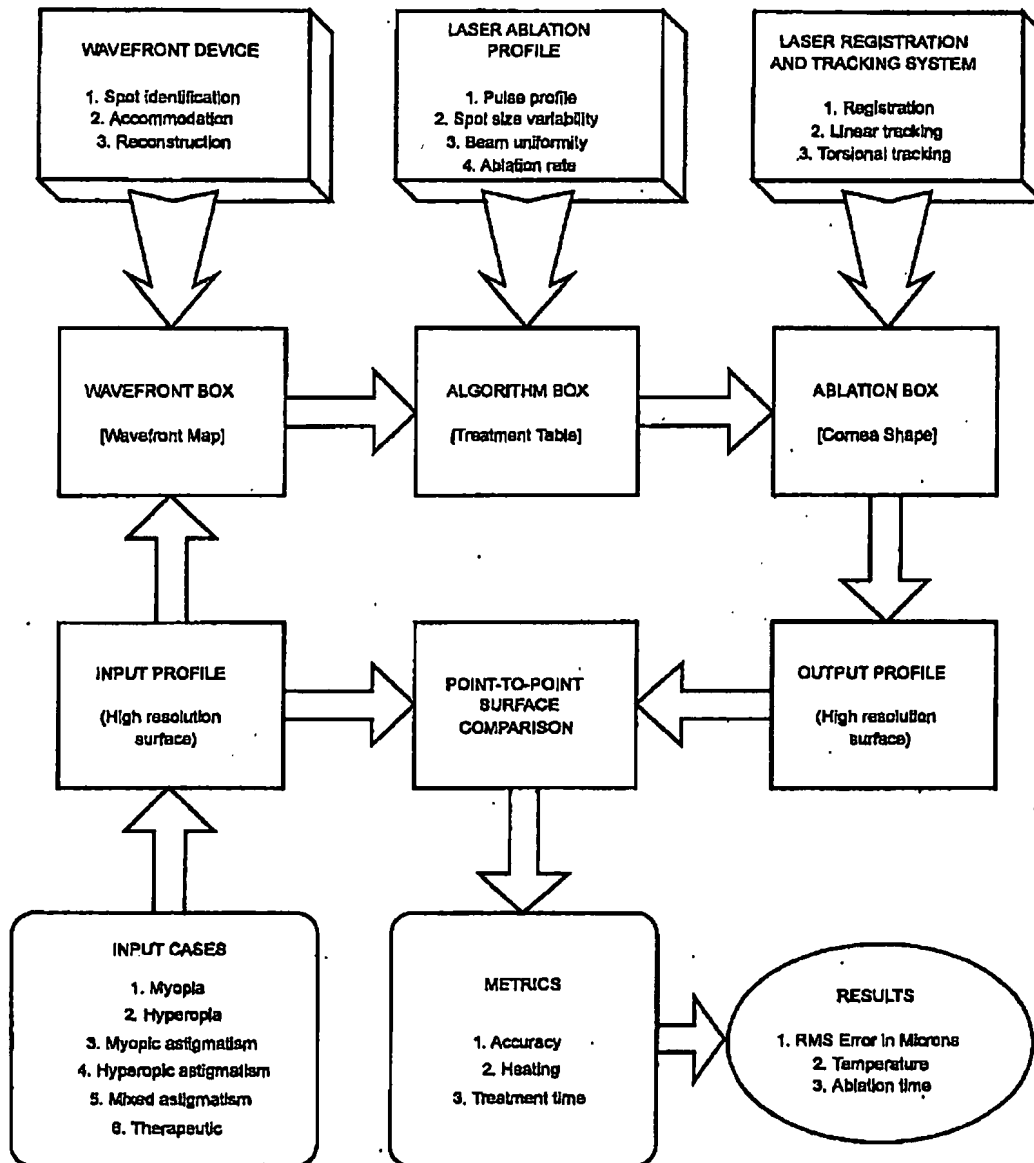 WAVEFRONT DEVICE
1. Spot identification
2. Accommodation
3. Reconstruction
LASER ABLATION
PROFILE
1. Pulse profile
2. Spot size variability
3. Beam uniformity
4. Ablation rate
LASER REGISTRATION
AND TRACKING SYSTEM
1. Registration
2. Linear tracking
3. Torsional tracking
WAVEFRONT BOX
[Wavefront Map]
ALGORITHM BOX
(Treatment Table]
ABLATION BOX
[Cornea Shape]
INPUT PROFILE
(High resolution
surface)
POINT-TO-POINT
SURFACE
COMPARISON
OUTPUT PROFILE
(High resolution
surface)
INPUT CASES
1. Myopia
2. Hyperopia
3. Myopic astigmatism
4. Hyperopic astigmatism
5. Mixed astigmatism
6. Therapeutic
METRICS
1. Accuracy
2. Heating
3. Treatment time
RESULTS
1. RMS Error in Microns
2. Temperature
3. Ablation time